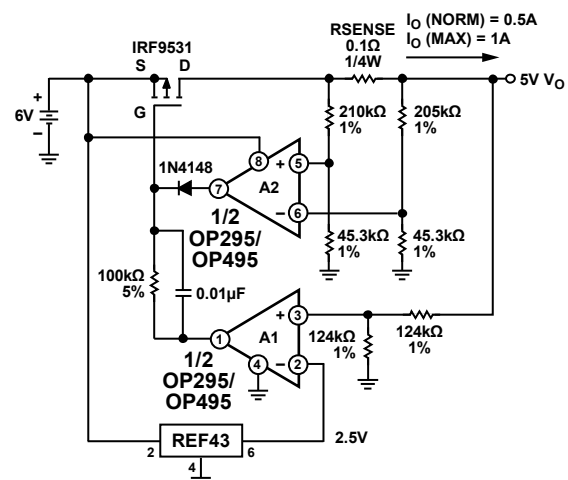 IRF9531
S D
G
RSENSE
0.1Ω
1/4W
IO (NORM) = 0.5A
IO (MAX) = 1A
5V VO
6V
+
–
210kΩ
1%
205kΩ
1%
1N4148
8
+
5
7
A2
–
6
1/2
OP295/
OP495
45.3kΩ
1%
45.3kΩ
1%
100kΩ
5%
0.01µF
+
3
1
A1
4
–
2
1/2
OP295/
OP495
124kΩ
1%
124kΩ
1%
2
REF43
6
4
2.5V